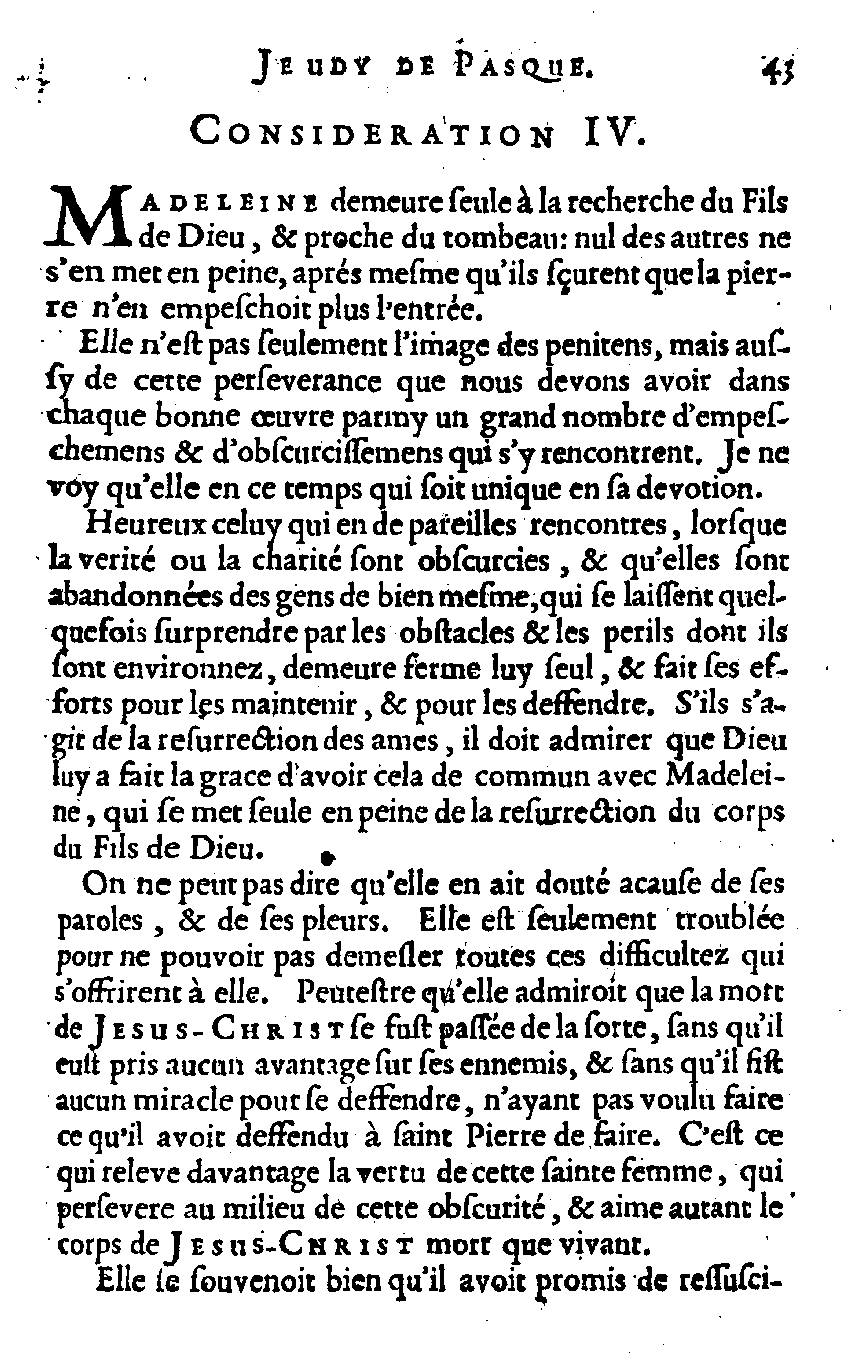 JEUDY DE PASQUE. 43
CONSIDERATION IV.
MADELEINE demeure ſeule à la recherche du Fils
de Dieu, & proche du tombeau: nul des autres ne
s'en met en peine, aprés meſme qu'ils ſçurent que la pier-
re n'en empeſchoit plus l'entrée.
Elle n'eſt pas ſeulement l'image des penitens, mais auſ-
ſy de cette perſeverance que nous devons avoir dans
chaque bonne œuvre parmy un grand nombre d'empeſ-
chemens & d'obſcurciſſemens qui s'y rencontrent. Je ne
voy qu'elle en ce temps qui ſoit unique en ſa devotion.
Heureux celuy qui en de pareilles rencontres, lorſque
la verité ou la charité ſont obſcurcies, & qu'elles ſont
abandonnées des gens de bien meſme, qui ſe laiſſent quel-
quefois ſurprendre par les obſtacles & les perils dont ils
ſont environnez, demeure ferme luy ſeul, & fait ſes ef-
forts pour les maintenir, & pour les deffendre. S'ils s'a-
git de la reſurrection des ames, il doit admirer que Dieu
luy a fait la grace d'avoir cela de commun avec Madelei-
ne, qui ſe met ſeule en peine de la reſurrection du corps
du Fils de Dieu.
On ne peut pas dire qu'elle en ait douté acauſe de ſes
paroles, & de ſes pleurs. Elle eſt ſeulement troublée
pour ne pouvoir pas demeſler toutes ces difficultez qui
s'offrirent à elle. Peuteſtre qu'elle admiroit que la mort
de JESUS-CHRIST ſe fuſt paſſée de la ſorte, ſans qu'il
euſt pris aucun avantage ſur ſes ennemis, & ſans qu'il fiſt
aucun miracle pour ſe deffendre, n'ayant pas voulu faire
ce qu'il avoit deffendu à ſaint Pierre de faire. C'eſt ce
qui releve davantage la vertu de cette ſainte femme, qui
perſevere au milieu de cette obſcurité, & aime autant le
corps de JESUS-CHRIST mort que vivant.
Elle ſe ſouvenoit bien qu'il avoit promis de reſſuſci-